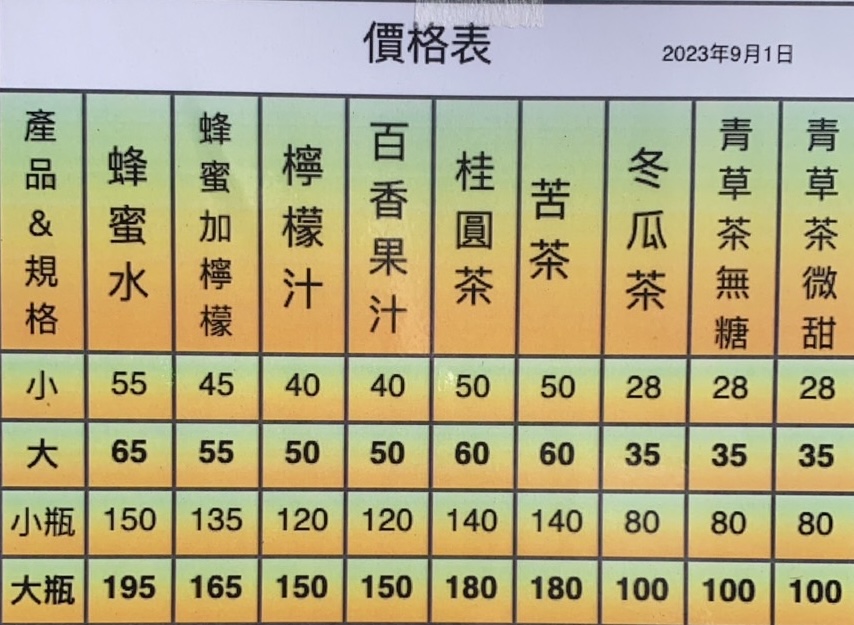 價格表
2023年9月1日
產品&規格 蜂蜜水 蜂蜜加檸檬 檸檬汁 百香果汁 桂圓茶 苦茶 冬瓜茶 青草茶無糖 青草茶微甜
小 55 45 40 40 50 50 28 28 28
大 65 55 50 50 60 60 35 35 35
小瓶 150 135 120 120 140 140 80 80 80
大瓶 195 165 150 150 180 180 100 100 100